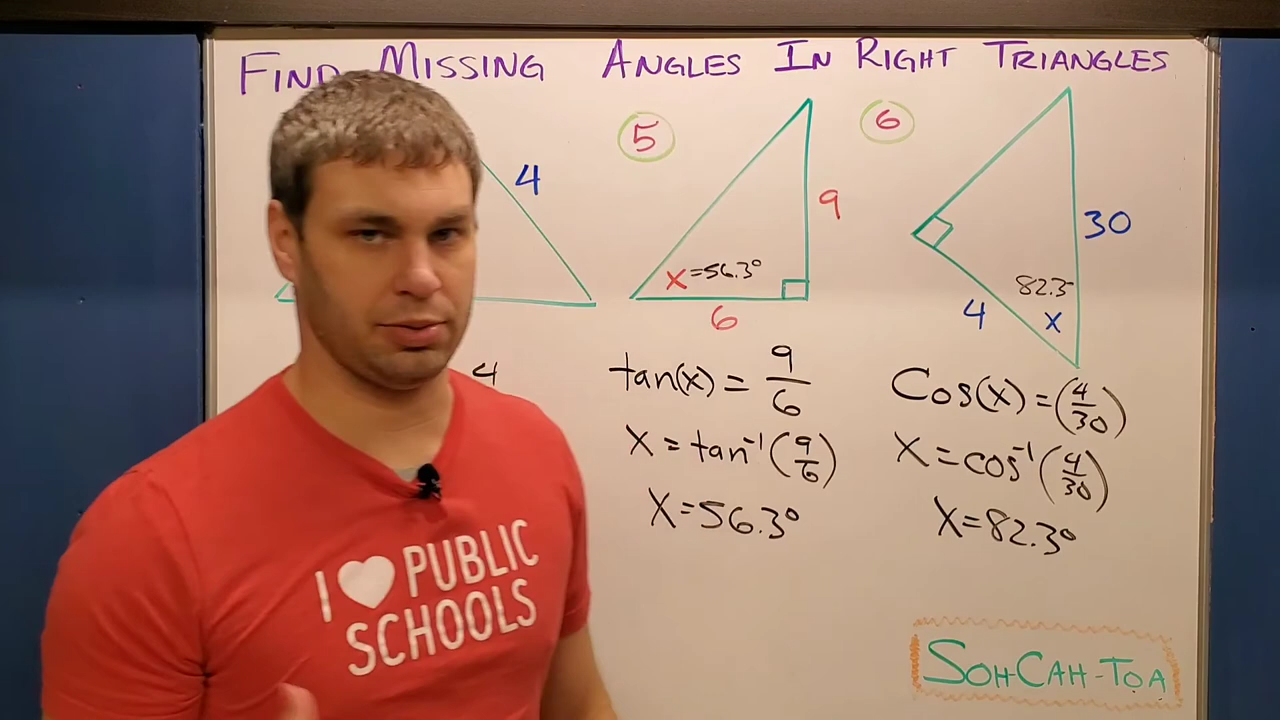 FIND MISSING ANGLES IN RIGHT TRIANGLES
4
4
5
9
x=56.3°
6
tan(x) = 9/6
x = tan⁻¹(9/6)
x=56.3°
6
30
82.3
4
x
Cos(x) = (4/30)
x = cos⁻¹(4/30)
x=82.3°
SOHCAH-TOA
I ♥ PUBLIC
SCHOOLS